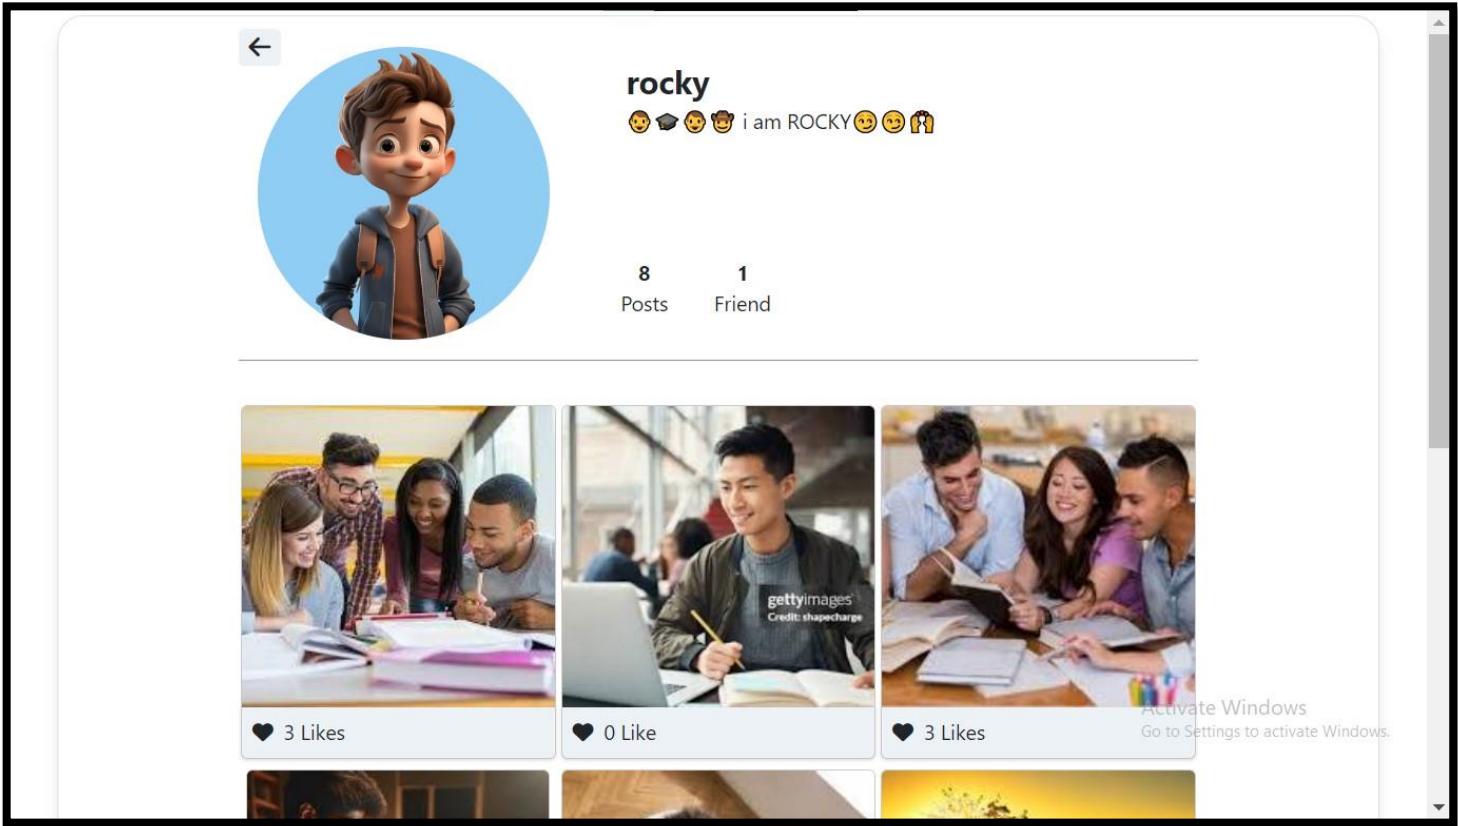 rocky
👨🎓👨🤠 i am ROCKY😏😏🙌
8 1
Posts Friend
gettyimages
Credit: shapecharge
3 Likes
0 Like
3 Likes
Activate Windows
Go to Settings to activate Windows.